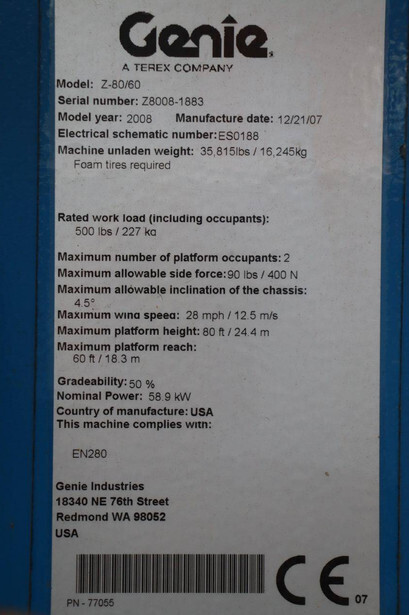 Genie
A TEREX COMPANY
Model: Z-80/60
Serial number: Z8008-1883
Model year: 2008 Manufacture date: 12/21/07
Electrical schematic number: ES0188
Machine unladen weight: 35,815lbs / 16,245kg
Foam tires required
Rated work load (including occupants):
500 lbs / 227 kg
Maximum number of platform occupants: 2
Maximum allowable side force: 90 lbs / 400 N
Maximum allowable inclination of the chassis:
4.5°
Maximum wind speed: 28 mph / 12.5 m/s
Maximum platform height: 80 ft / 24.4 m
Maximum platform reach:
60 ft / 18.3 m
Gradeability: 50 %
Nominal Power: 58.9 kW
Country of manufacture: USA
This machine complies with:
EN280
Genie Industries
18340 NE 76th Street
Redmond WA 98052
USA
PN - 77055
CE 07